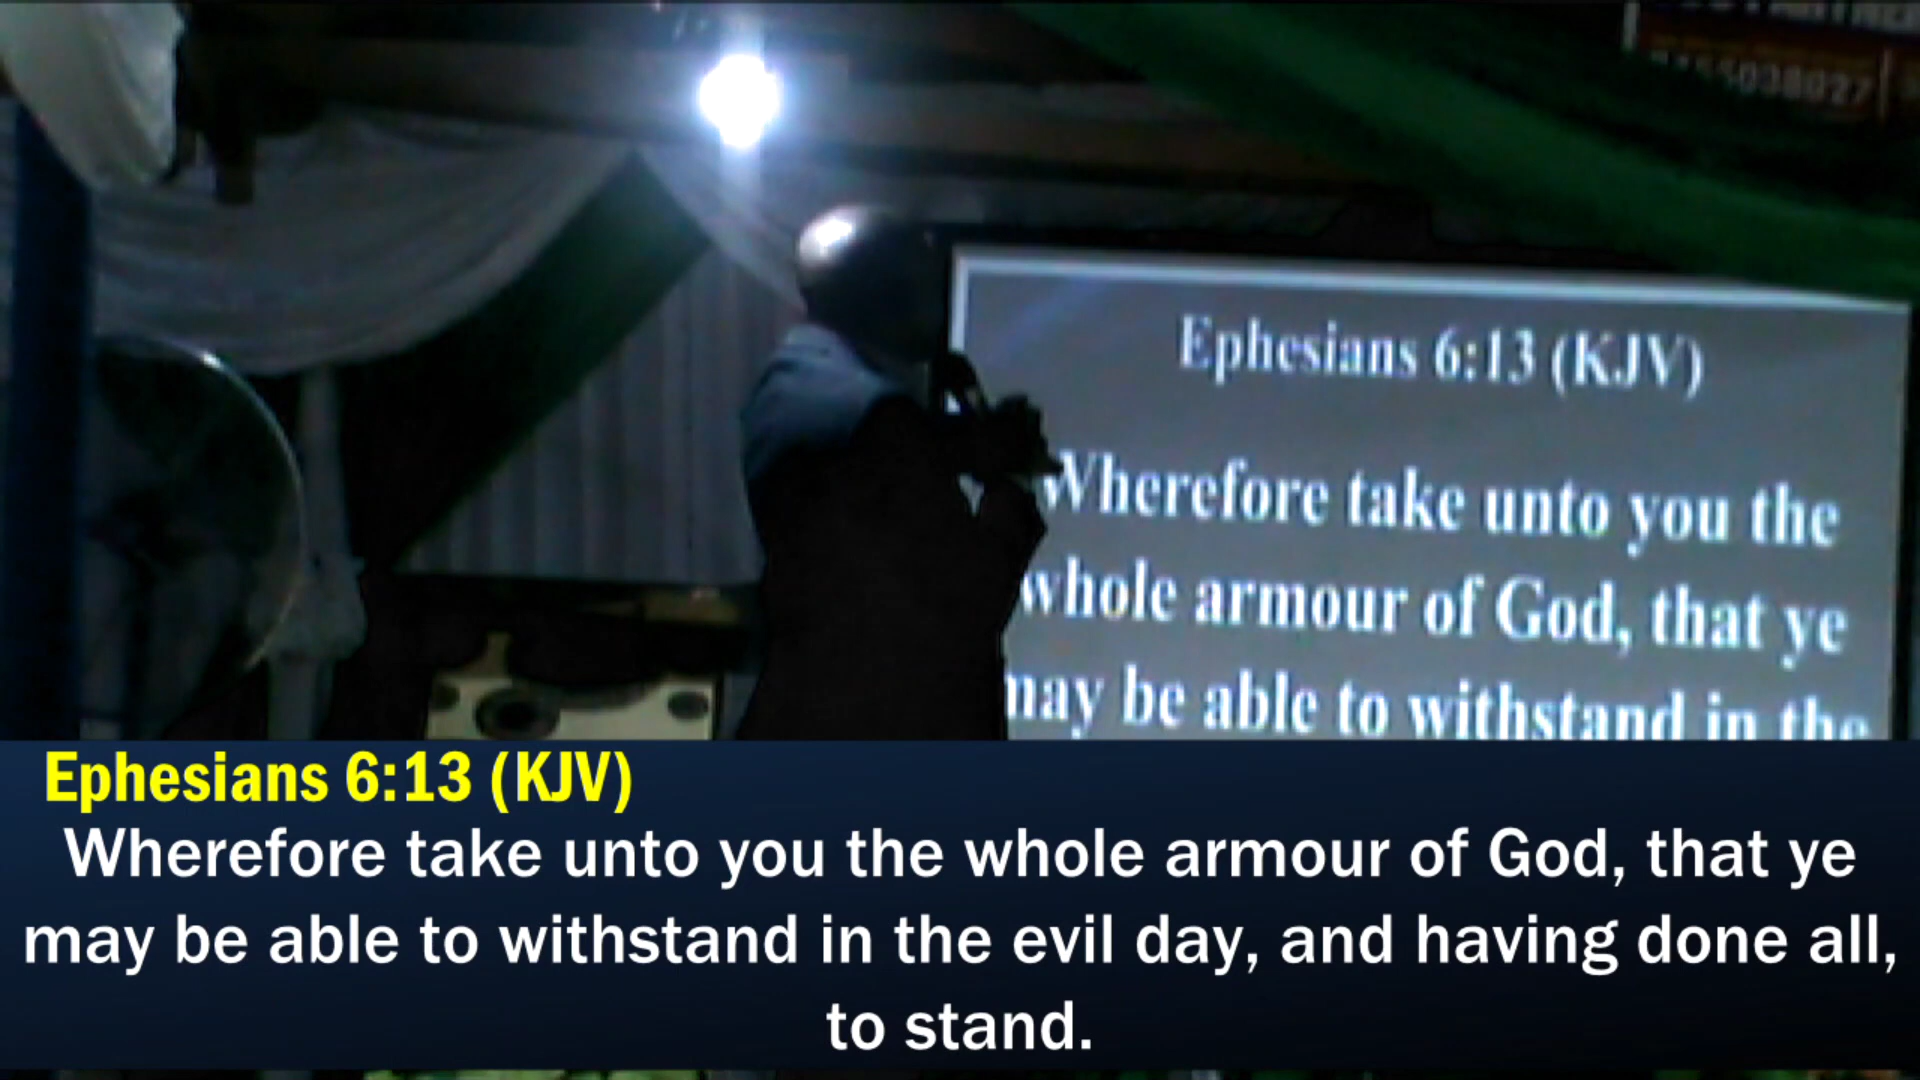 5038027
Ephesians 6:13 (KJV)
Wherefore take unto you the
whole armour of God, that ye
may be able to withstand in the
Ephesians 6:13 (KJV)
Wherefore take unto you the whole armour of God, that ye
may be able to withstand in the evil day, and having done all,
to stand.